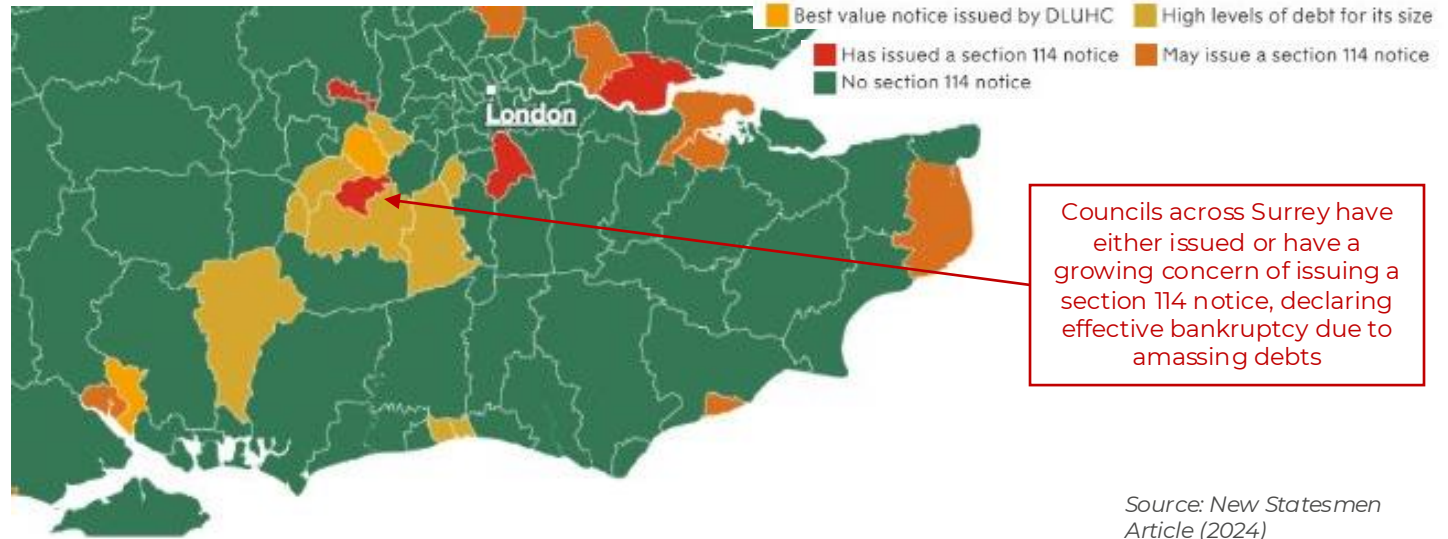 Best value notice issued by DLUHC
High levels of debt for its size
Has issued a section 114 notice
May issue a section 114 notice
No section 114 notice
London
Councils across Surrey have
either issued or have a
growing concern of issuing a
section 114 notice, declaring
effective bankruptcy due to
amassing debts
Source: New Statesmen
Article (2024)